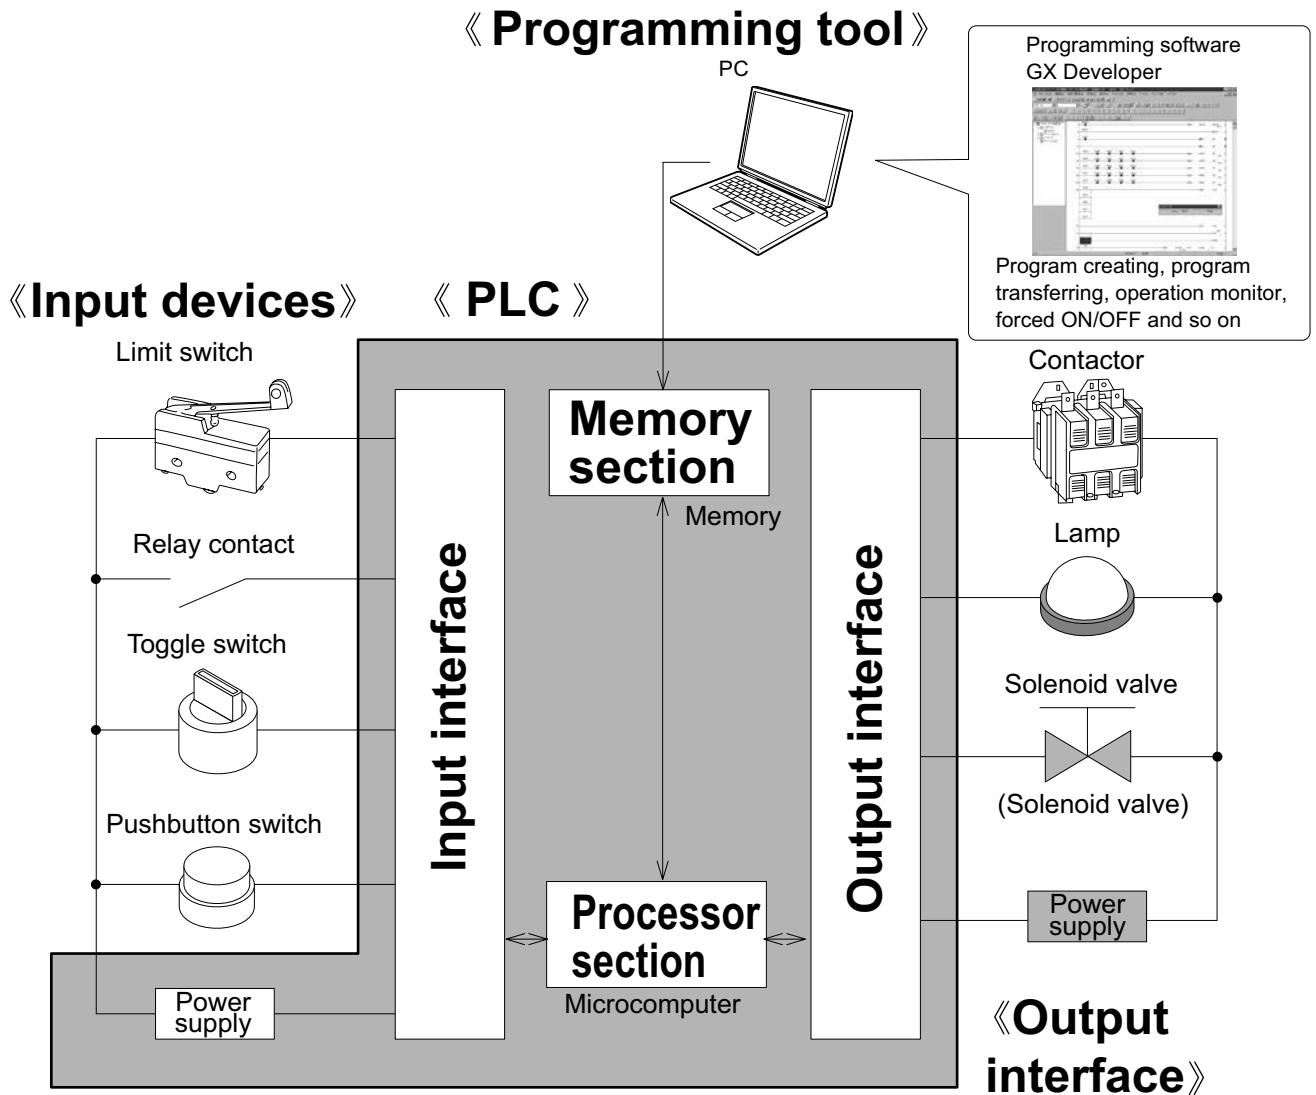 《 Programming tool 》
PC
Programming software
GX Developer
Program creating, program
transferring, operation monitor,
forced ON/OFF and so on
《Input devices》
《 PLC 》
Limit switch
Relay contact
Toggle switch
Pushbutton switch
Power
supply
Input interface
Memory
section
Memory
Processor
section
Microcomputer
Output interface
Contactor
Lamp
Solenoid valve
(Solenoid valve)
Power
supply
《Output
interface》